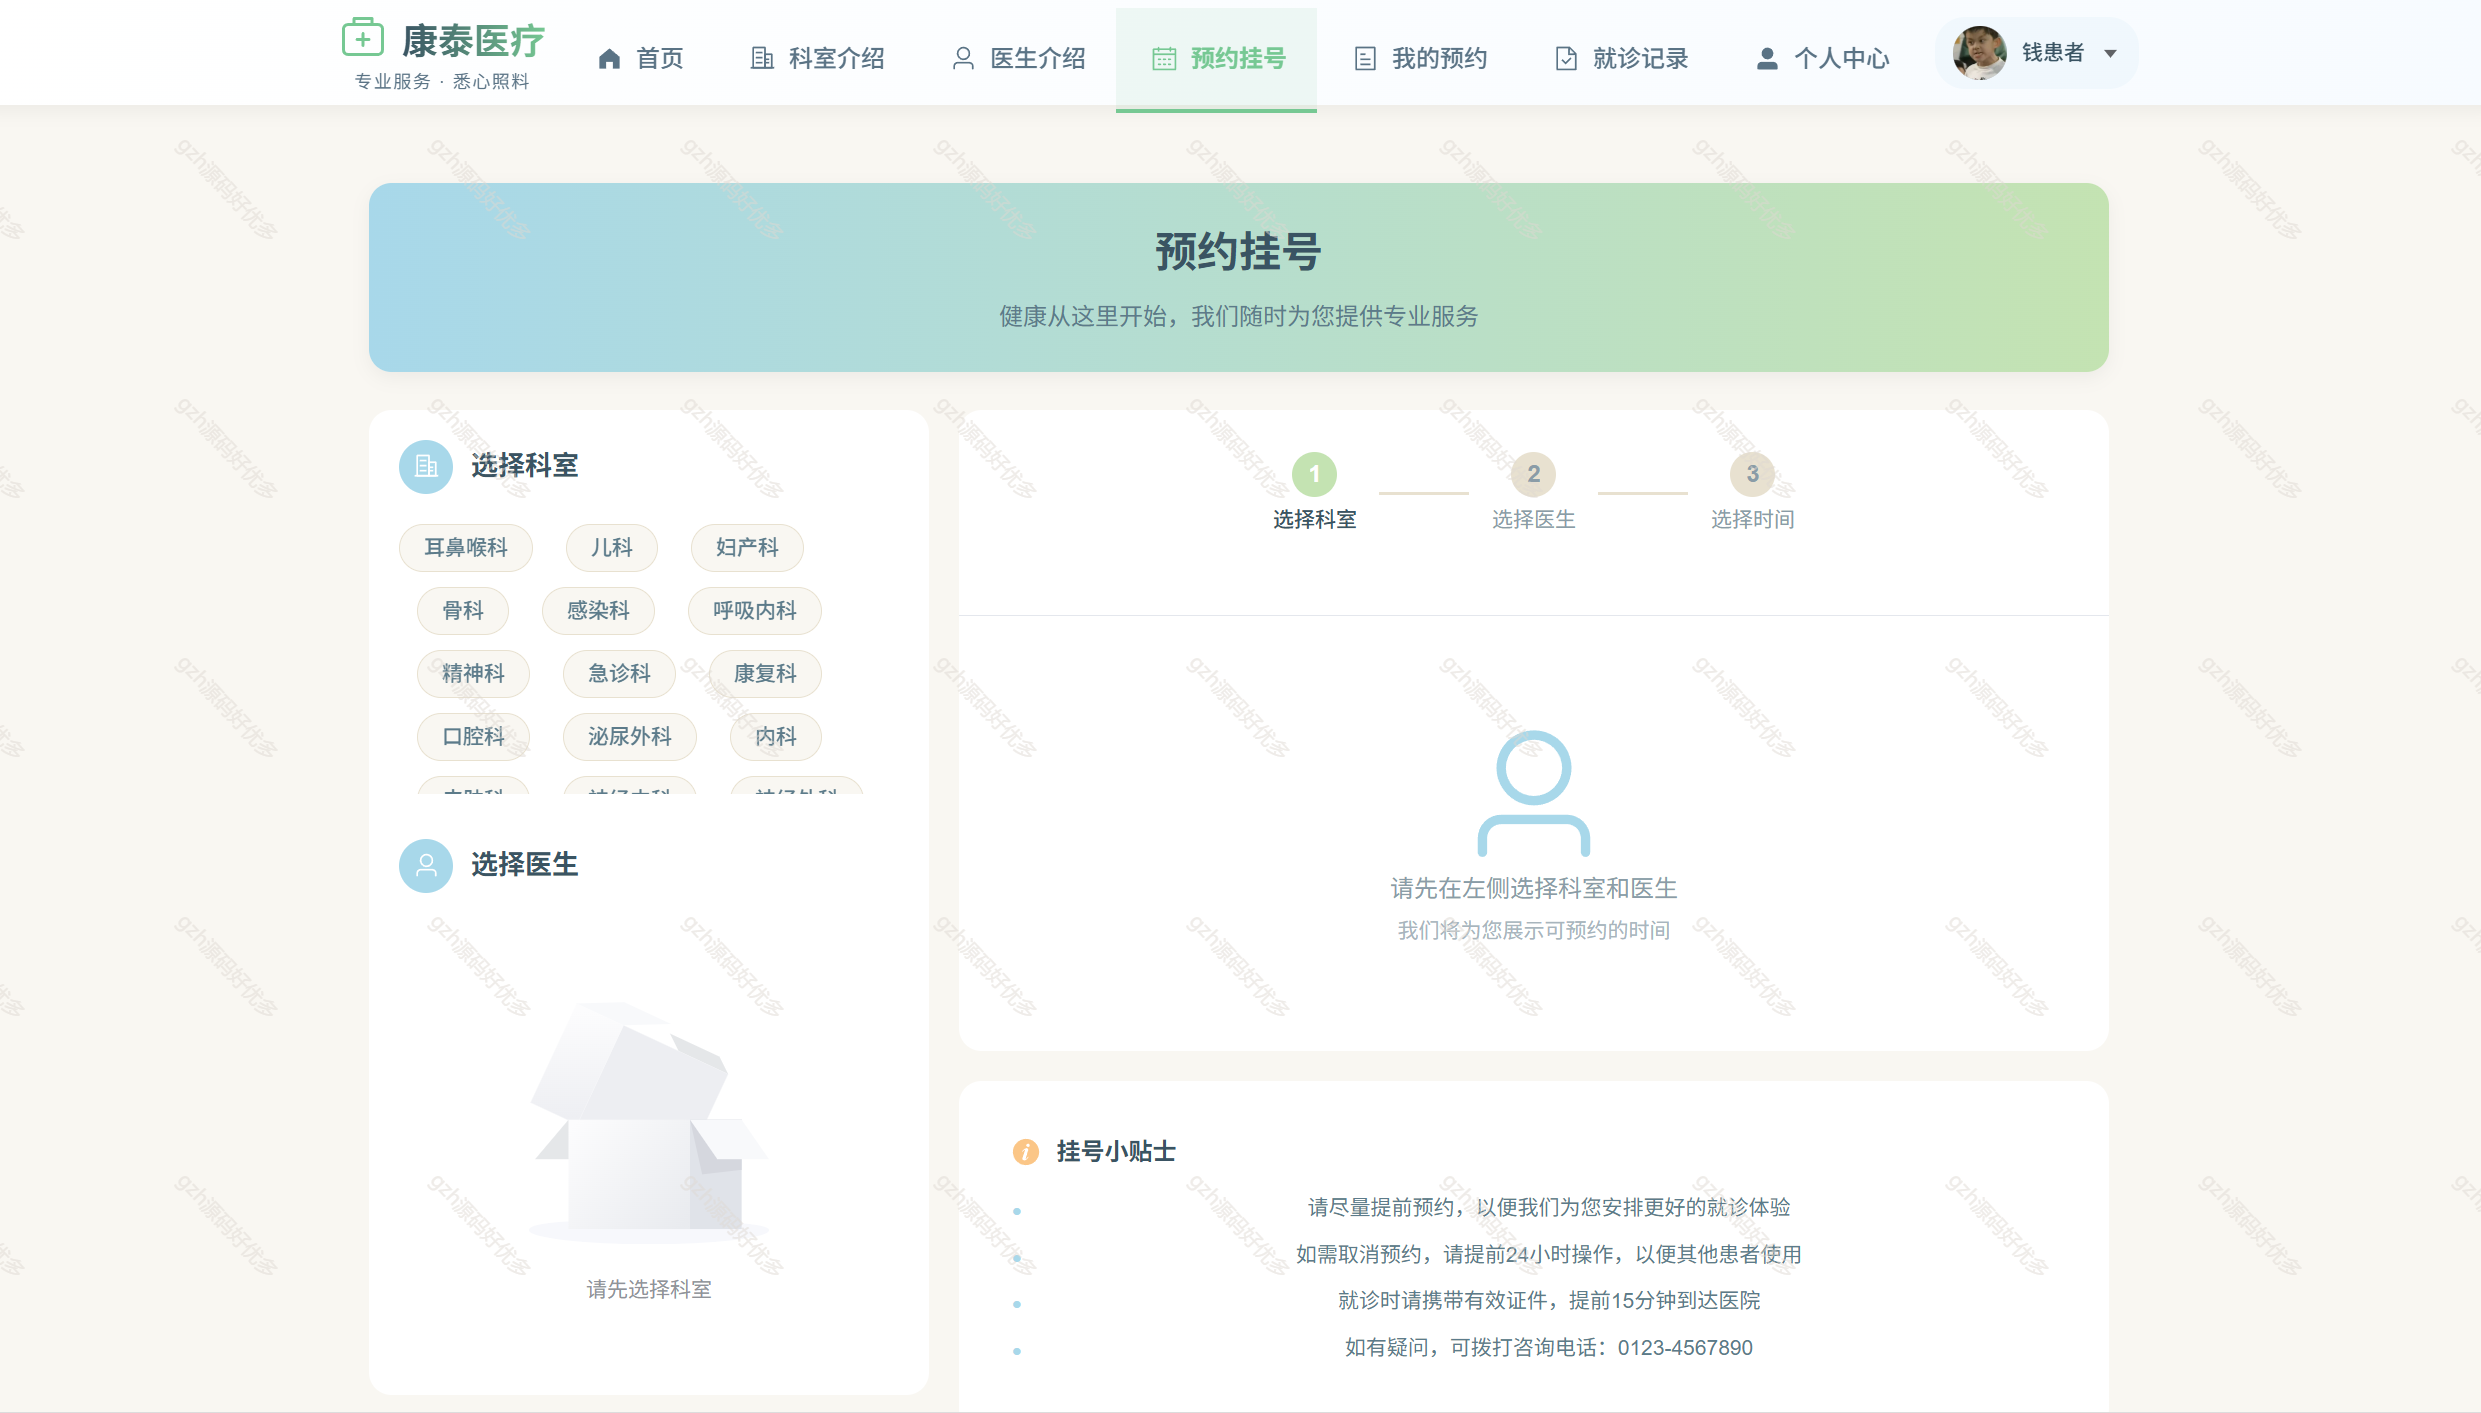 康泰医疗
专业服务 · 悉心照料
首页
科室介绍
医生介绍
预约挂号
我的预约
就诊记录
个人中心
钱患者
预约挂号
健康从这里开始，我们随时为您提供专业服务
选择科室
耳鼻喉科 儿科 妇产科
骨科 感染科 呼吸内科
精神科 急诊科 康复科
口腔科 泌尿外科 内科
皮肤科 神经内科 神经外科
选择医生
请先选择科室
1 2 3
选择科室 选择医生 选择时间
请先在左侧选择科室和医生
我们将为您展示可预约的时间
挂号小贴士
请尽量提前预约，以便我们为您安排更好的就诊体验
如需取消预约，请提前24小时操作，以便其他患者使用
就诊时请携带有效证件，提前15分钟到达医院
如有疑问，可拨打咨询电话：0123-4567890
gzh源码好优多